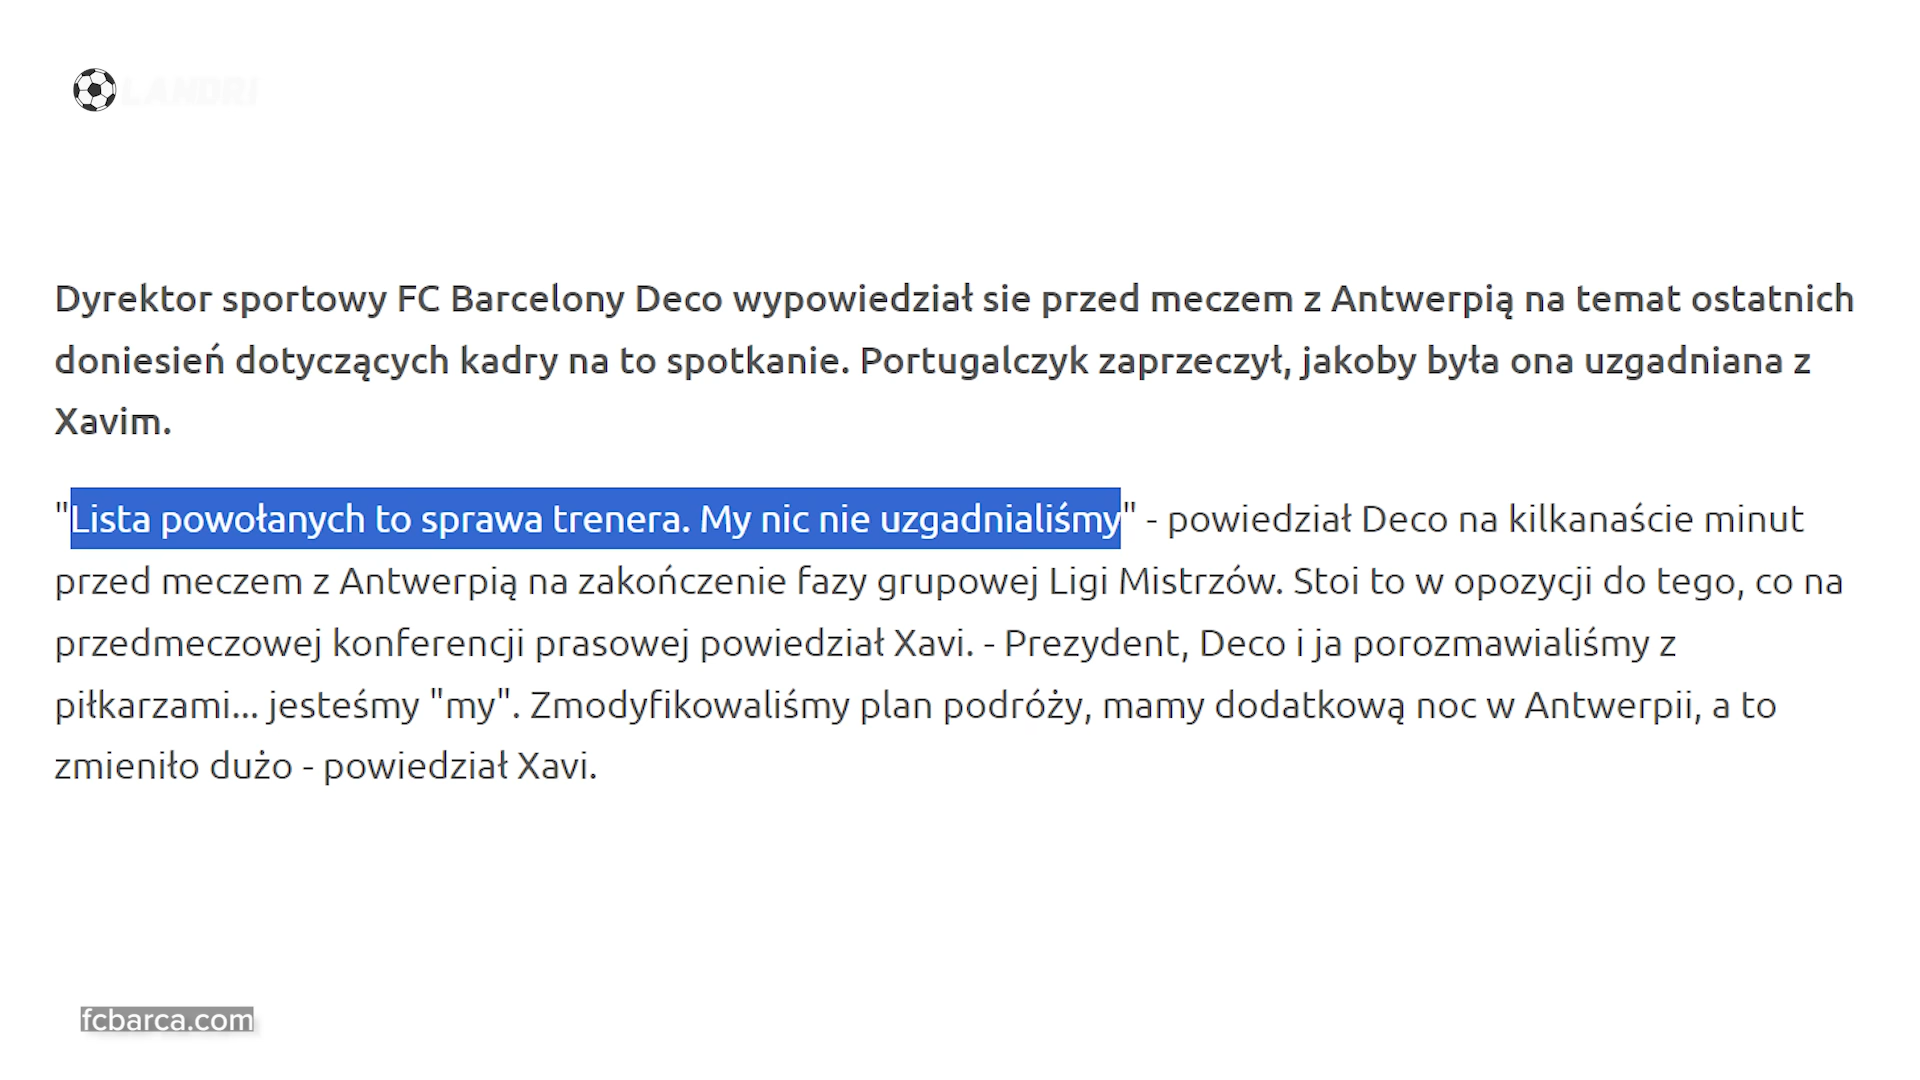 LANDRI
Dyrektor sportowy FC Barcelony Deco wypowiedział sie przed meczem z Antwerpią na temat ostatnich
doniesień dotyczących kadry na to spotkanie. Portugalczyk zaprzeczył, jakoby była ona uzgadniana z
Xavim.
"Lista powołanych to sprawa trenera. My nic nie uzgadnialiśmy" - powiedział Deco na kilkanaście minut
przed meczem z Antwerpią na zakończenie fazy grupowej Ligi Mistrzów. Stoi to w opozycji do tego, co na
przedmeczowej konferencji prasowej powiedział Xavi. - Prezydent, Deco i ja porozmawialiśmy z
piłkarzami... jesteśmy "my". Zmodyfikowaliśmy plan podróży, mamy dodatkową noc w Antwerpii, a to
zmieniło dużo - powiedział Xavi.
fcbarca.com